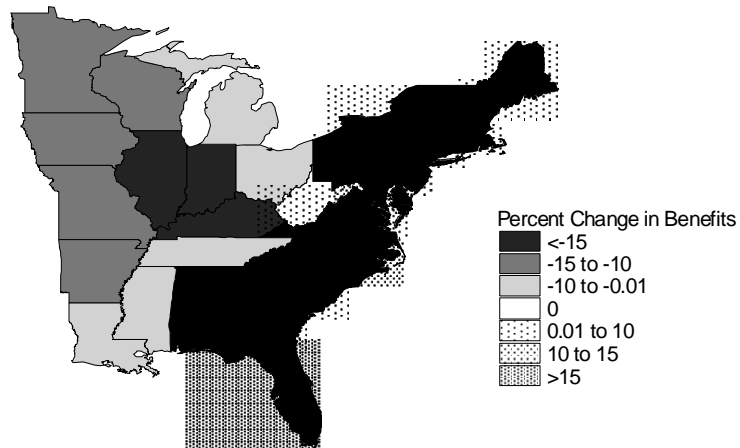 Percent Change in Benefits
<-15
-15 to -10
-10 to -0.01
0
0.01 to 10
10 to 15
>15